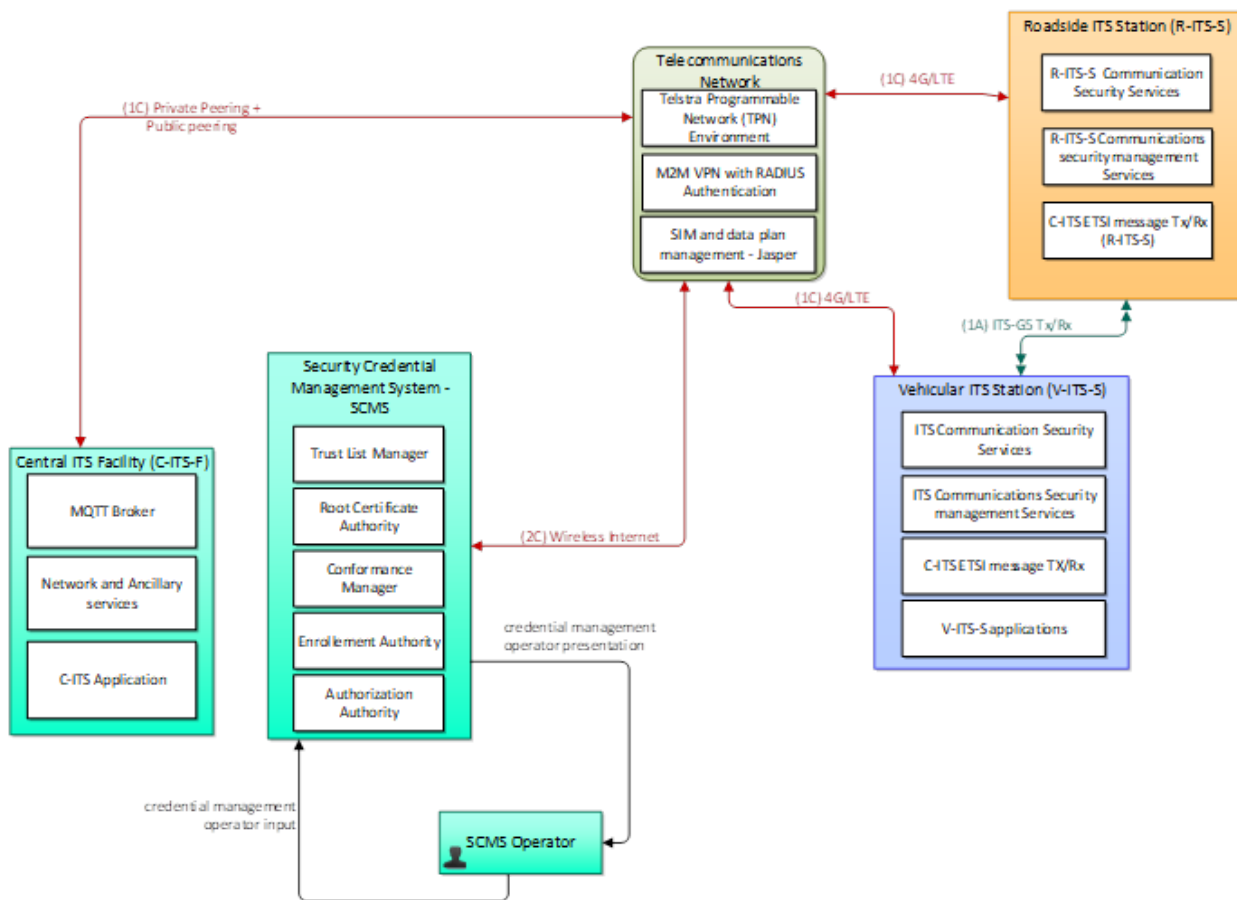 Roadside ITS Station (R-ITS-S)
R-ITS-S Communication
Security Services
R-ITS-S Communications
security management
Services
C-ITS ETSI message Tx/Rx
(R-ITS-S)
Telecommunications
Network
Telstra Programmable
Network (TPN)
Environment
M2M VPN with RADIUS
Authentication
SIM and data plan
management - Jasper
(1C) 4G/LTE
(1C) Private Peering +
Public peering
(1C) 4G/LTE
(1A) ITS-G5 Tx/Rx
Security Credential
Management System -
SCMS
Trust List Manager
Root Certificate
Authority
Conformance
Manager
Enrollement Authority
Authorization
Authority
Vehicular ITS Station (V-ITS-S)
ITS Communication Security
Services
ITS Communications Security
management Services
C-ITS ETSI message TX/Rx
V-ITS-S applications
Central ITS Facility (C-ITS-F)
MQTT Broker
Network and Ancillary
services
C-ITS Application
(2C) Wireless Internet
credential management
operator presentation
credential management
operator input
SCMS Operator